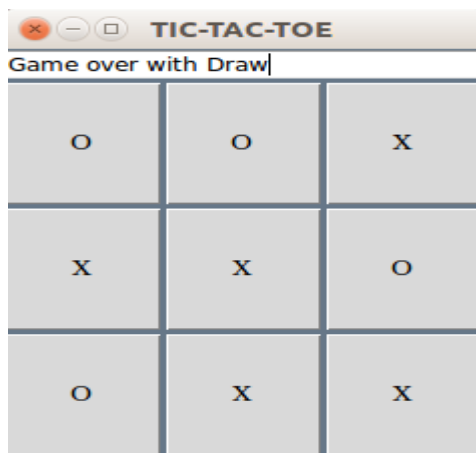 TIC-TAC-TOE
Game over with Draw
O O X
X X O
O X X